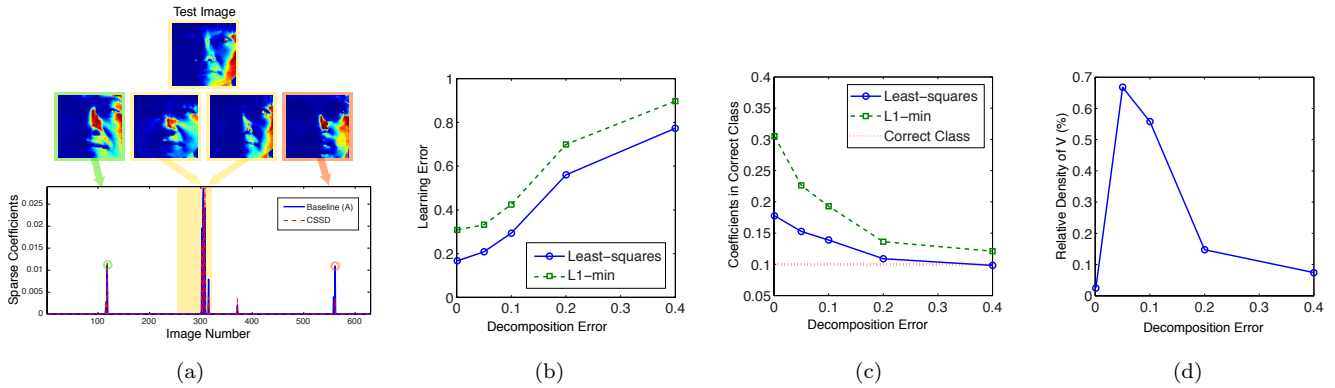 Test Image
Sparse Coefficients
0.025
0.02
0.015
0.01
0.005
0
100 200 300 400 500 600
Image Number
Baseline (A)
CSSD
(a)
Learning Error
1
0.8
0.6
0.4
0.2
0
0 0.1 0.2 0.3 0.4
Decomposition Error
Least−squares
L1−min
(b)
Coefficients in Correct Class
0.4
0.35
0.3
0.25
0.2
0.15
0.1
0.05
0 0.1 0.2 0.3 0.4
Decomposition Error
Least−squares
L1−min
Correct Class
(c)
Relative Density of V (%)
0.7
0.6
0.5
0.4
0.3
0.2
0.1
0
0 0.1 0.2 0.3 0.4
Decomposition Error
(d)